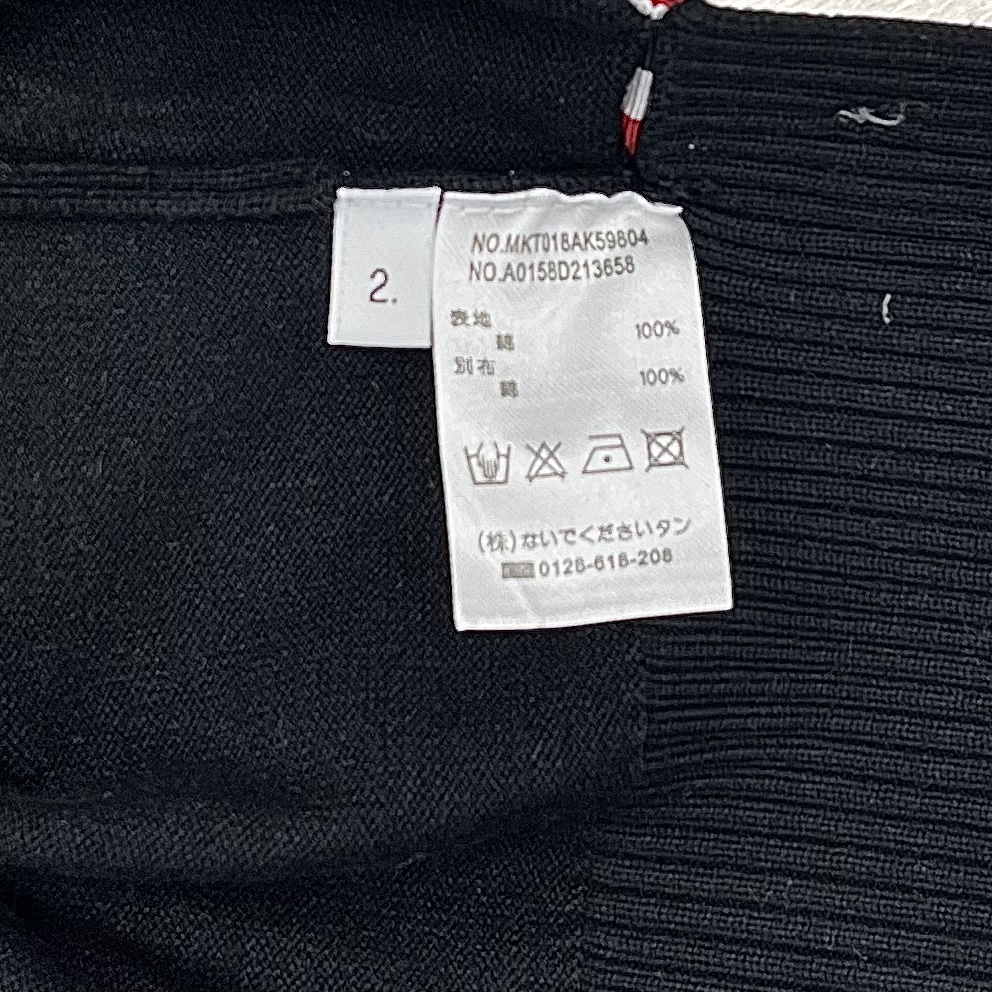 2.
NO.MKT018AK59804
NO.A0158D213658
表地
綿 100%
別布
綿 100%
(株)ないでくださいタン
0128-618-208